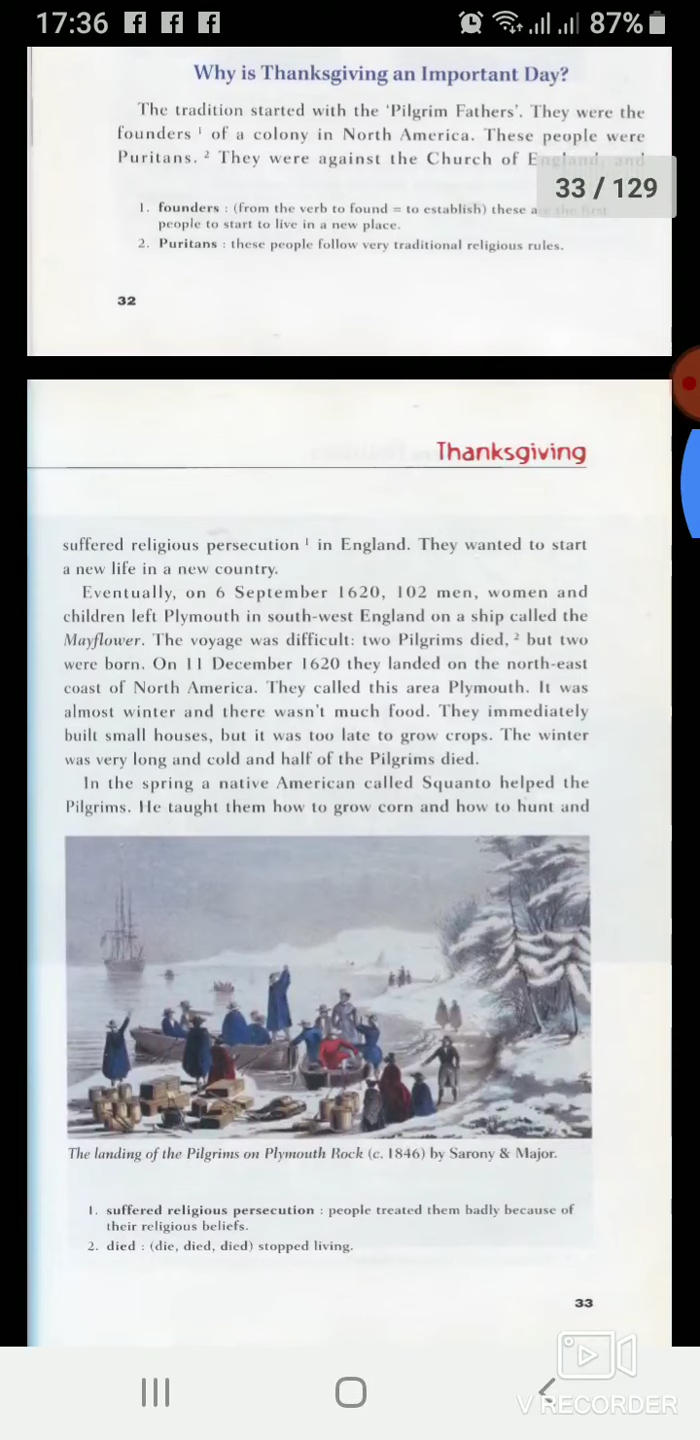 17:36
87%
Why is Thanksgiving an Important Day?
The tradition started with the ‘Pilgrim Fathers’. They were the
founders 1 of a colony in North America. These people were
Puritans. 2 They were against the Church of England, and
33 / 129
1. founders : (from the verb to found = to establish) these are the first
people to start to live in a new place.
2. Puritans : these people follow very traditional religious rules.
32
Thanksgiving
suffered religious persecution 1 in England. They wanted to start
a new life in a new country.
Eventually, on 6 September 1620, 102 men, women and
children left Plymouth in south-west England on a ship called the
Mayflower. The voyage was difficult: two Pilgrims died, 2 but two
were born. On 11 December 1620 they landed on the north-east
coast of North America. They called this area Plymouth. It was
almost winter and there wasn't much food. They immediately
built small houses, but it was too late to grow crops. The winter
was very long and cold and half of the Pilgrims died.
In the spring a native American called Squanto helped the
Pilgrims. He taught them how to grow corn and how to hunt and
The landing of the Pilgrims on Plymouth Rock (c. 1846) by Sarony & Major.
1. suffered religious persecution : people treated them badly because of
their religious beliefs.
2. died : (die, died, died) stopped living.
33
V RECORDER